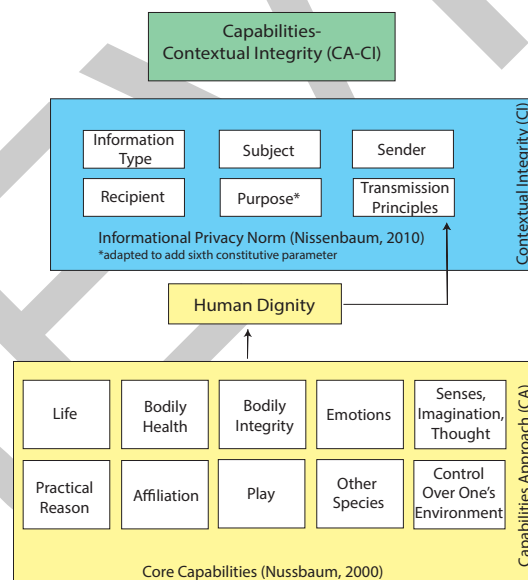 Capabilities-
Contextual Integrity (CA-CI)
Contextual Integrity (CI)
Information
Type
Subject
Sender
Recipient
Purpose*
Transmission
Principles
Informational Privacy Norm (Nissenbaum, 2010)
*adapted to add sixth constitutive parameter
Human Dignity
Capabilities Approach (CA)
Life
Bodily
Health
Bodily
Integrity
Emotions
Senses,
Imagination,
Thought
Practical
Reason
Affiliation
Play
Other
Species
Control
Over One's
Environment
Core Capabilities (Nussbaum, 2000)